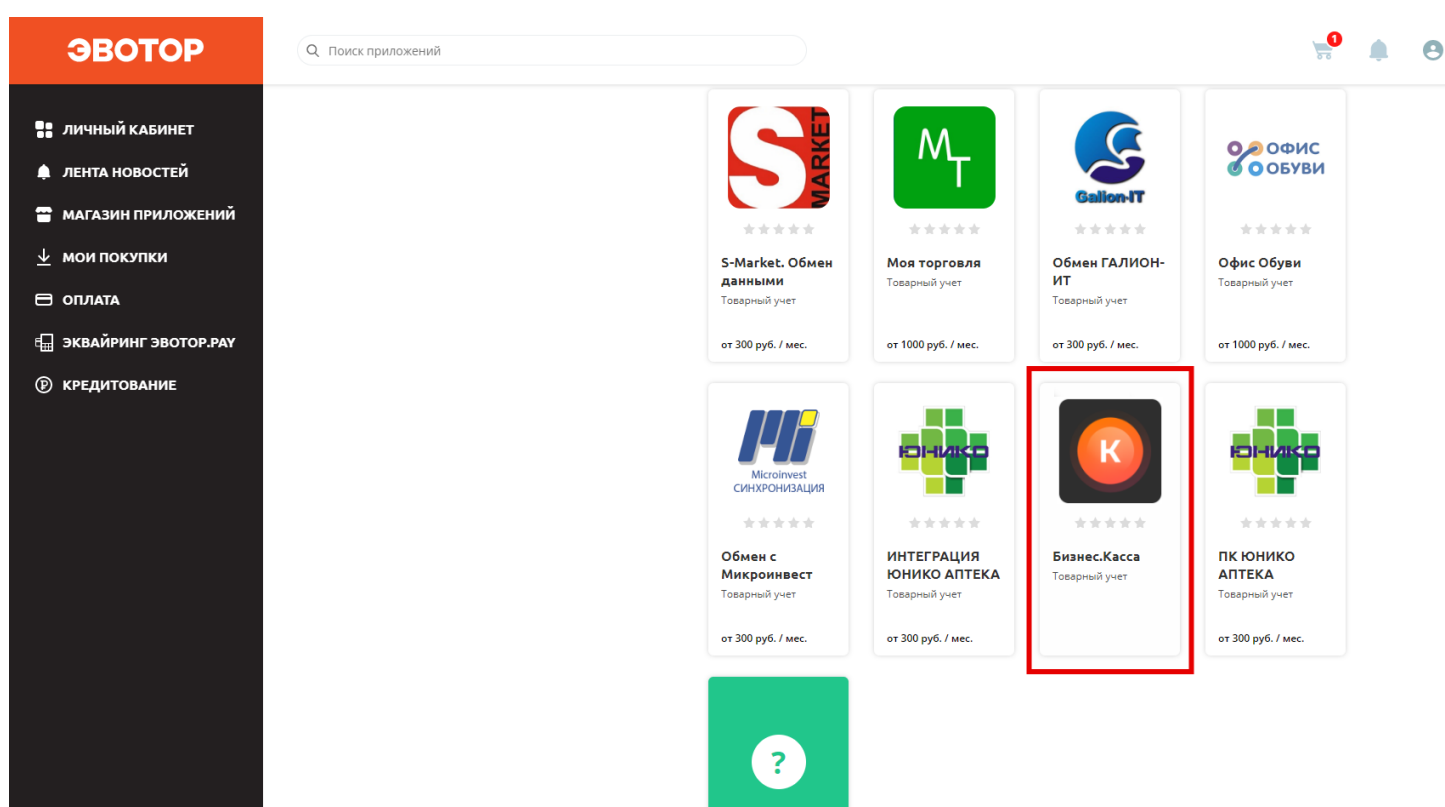 ЭВОТОР
Поиск приложений
1
ЛИЧНЫЙ КАБИНЕТ
ЛЕНТА НОВОСТЕЙ
МАГАЗИН ПРИЛОЖЕНИЙ
МОИ ПОКУПКИ
ОПЛАТА
ЭКВАЙРИНГ ЭВОТОР.PAY
КРЕДИТОВАНИЕ
S MARKET
МТ
Galion-IT
ОФИС
ОБУВИ
S-Market. Обмен
данными
Товарный учет
от 300 руб. / мес.
Моя торговля
Товарный учет
от 1000 руб. / мес.
Обмен ГАЛИОН-
ИТ
Товарный учет
от 300 руб. / мес.
Офис Обуви
Товарный учет
от 1000 руб. / мес.
Mi
Microinvest
СИНХРОНИЗАЦИЯ
ЮНИКО
К
ЮНИКО
Обмен с
Микроинвест
Товарный учет
от 300 руб. / мес.
ИНТЕГРАЦИЯ
ЮНИКО АПТЕКА
Товарный учет
от 300 руб. / мес.
Бизнес.Касса
Товарный учет
ПК ЮНИКО
АПТЕКА
Товарный учет
от 300 руб. / мес.
?